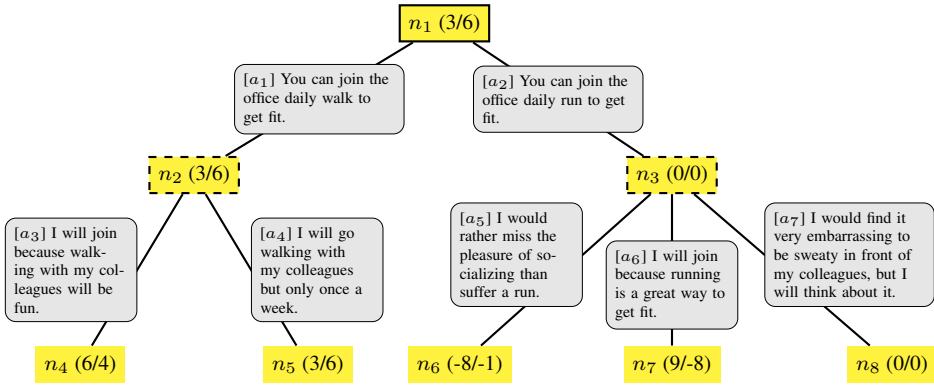 n1 (3/6)
[a1] You can join the
office daily walk to
get fit.
[a2] You can join the
office daily run to get
fit.
n2 (3/6)
n3 (0/0)
[a3] I will join
because walk-
ing with my col-
leagues will be
fun.
[a4] I will go
walking with
my colleagues
but only once a
week.
[a5] I would
rather miss the
pleasure of so-
cializing than
suffer a run.
[a6] I will join
because running
is a great way to
get fit.
[a7] I would find it
very embarrassing to
be sweaty in front of
my colleagues, but I
will think about it.
n4 (6/4)
n5 (3/6)
n6 (-8/-1)
n7 (9/-8)
n8 (0/0)